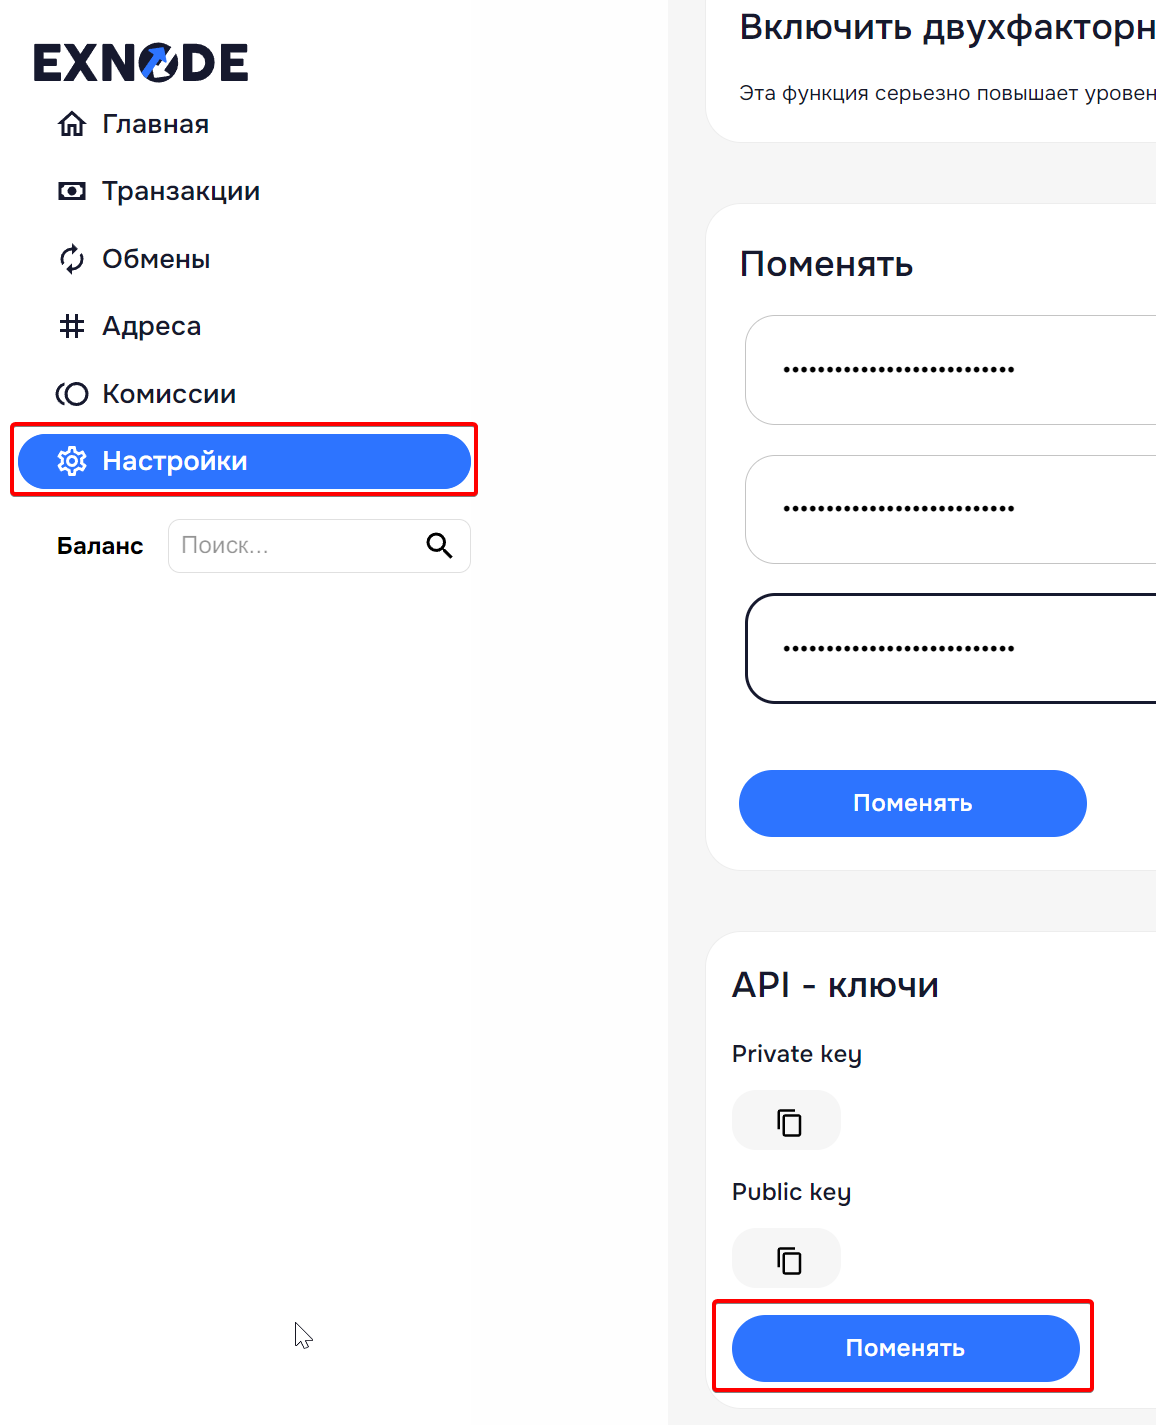 EXNODE
Главная
Транзакции
Обмены
Адреса
Комиссии
Настройки
Баланс
Поиск...
Включить двухфакторн
Эта функция серьезно повышает уровен
Поменять
•••••••••••••••••••••••••••
•••••••••••••••••••••••••••
•••••••••••••••••••••••••••
Поменять
API - ключи
Private key
Public key
Поменять